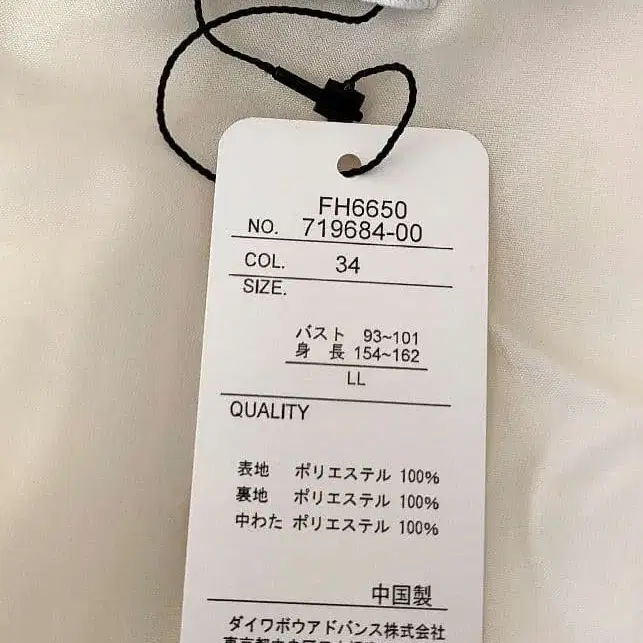 FH6650
NO. 719684-00
COL. 34
SIZE.
バスト 93~101
身 長 154~162
LL
QUALITY
表地 ポリエステル 100%
裏地 ポリエステル 100%
中わた ポリエステル 100%
中国製
ダイワボウアドバンス株式会社